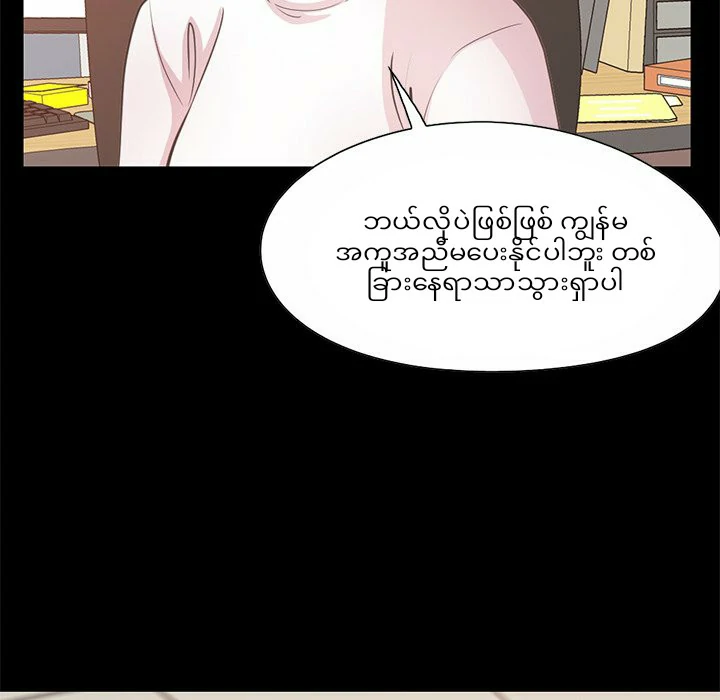 ဘယ်လိုပဲဖြစ်ဖြစ် ကျွန်မ
အကူအညီမပေးနိုင်ပါဘူး တစ်
ခြားနေရာသာသွားရှာပါ